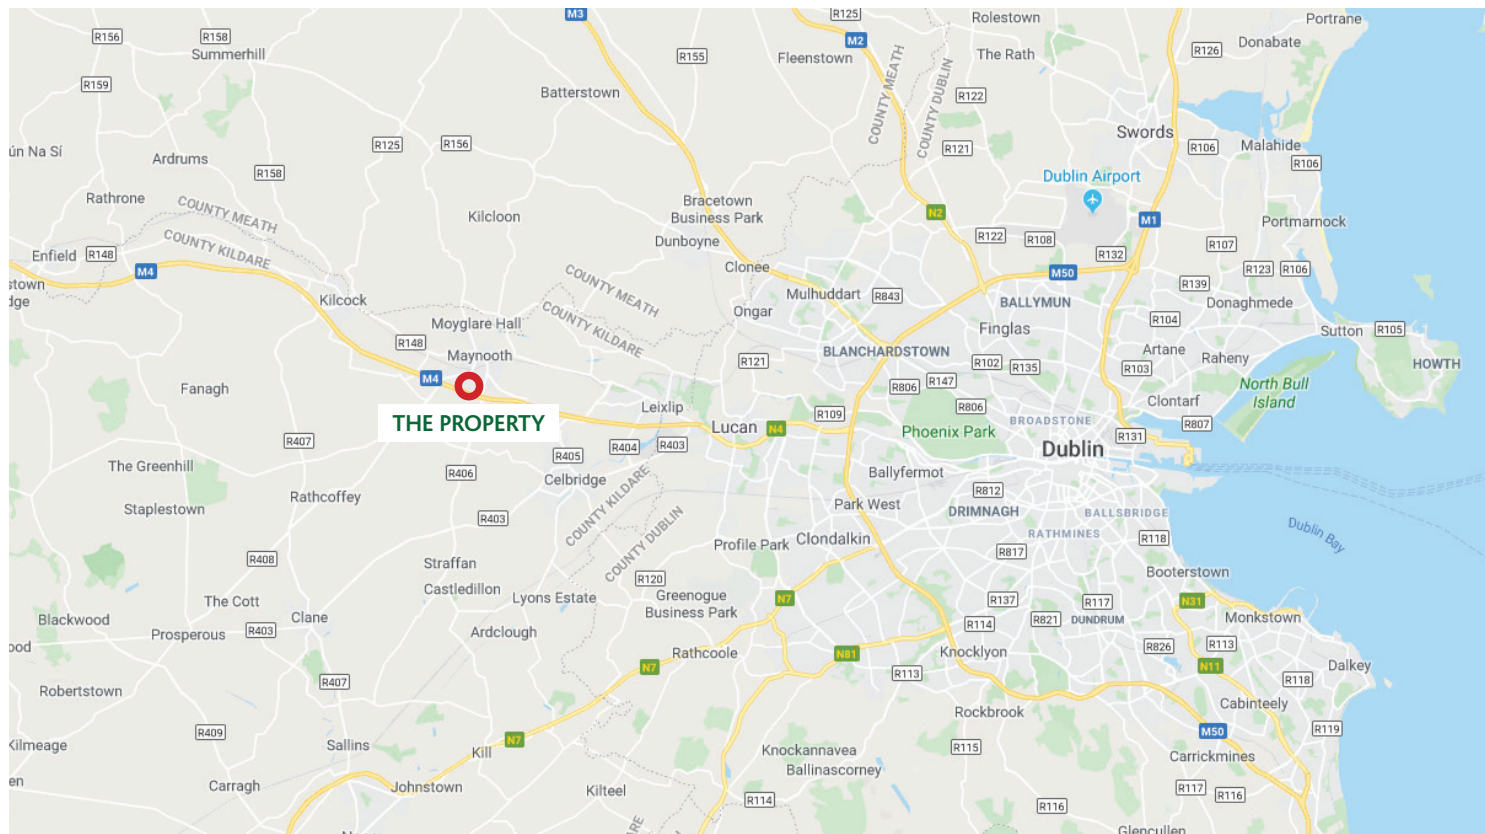 M3
R125
Rolestown
Portrane
R156
R158
Summerhill
R155
M2
Fleenstown
The Rath
R126
Donabate
R159
Batterstown
COUNTY MEATH
COUNTY DUBLIN
R122
Swords
ún Na Sí
Ardrums
R125
R156
R121
R106
Malahide
R106
R158
Dublin Airport
Rathrone
COUNTY MEATH
Kilcloon
Bracetown
Business Park
N2
M1
Portmarnock
Enfield
R148
COUNTY KILDARE
Dunboyne
R122
R108
R132
R107
M4
Clonee
M50
R123
R106
stown
dge
Kilcock
COUNTY MEATH
Mulhuddart
R843
BALLYMUN
R139
Donaghmede
Moyglare Hall
COUNTY KILDARE
Ongar
Finglas
R104
Sutton
R105
R148
Maynooth
R121
BLANCHARDSTOWN
R102
R135
Artane
R103
Raheny
HOWTH
Fanagh
M4
R806
R147
North Bull
Island
THE PROPERTY
Leixlip
Lucan
N4
R109
R806
Clontarf
Phoenix Park
BROADSTONE
R807
R407
R405
R404
R403
Dublin
R131
The Greenhill
R406
Celbridge
Ballyfermot
Rathcoffey
R812
Staplestown
R403
COUNTY KILDARE
COUNTY DUBLIN
Park West
DRIMNAGH
BALLSBRIDGE
Dublin Bay
Profile Park
Clondalkin
RATHMINES
R118
R408
Straffan
R817
Castledillon
R120
Booterstown
The Cott
Lyons Estate
Greenogue
Business Park
N7
R137
R117
N31
Blackwood
Clane
Prosperous
R403
Ardclough
R114
R821
DUNDRUM
Monkstown
ood
Rathcoole
N81
Knocklyon
R826
R113
Dalkey
N7
R113
N11
R118
Robertstown
R407
Rockbrook
Cabinteely
R409
M50
R119
Kilmeage
Sallins
Kill
N7
Knockannavea
R115
Carrickmines
Ballinascorney
en
Carragh
Johnstown
Kilteel
R114
R117
R116
R116
RE
Glencullen